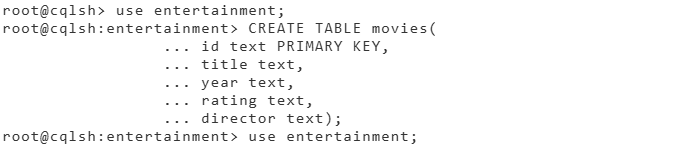 root@cqlsh> use entertainment;
root@cqlsh:entertainment> CREATE TABLE movies(
... id text PRIMARY KEY,
... title text,
... year text,
... rating text,
... director text);
root@cqlsh:entertainment> use entertainment;